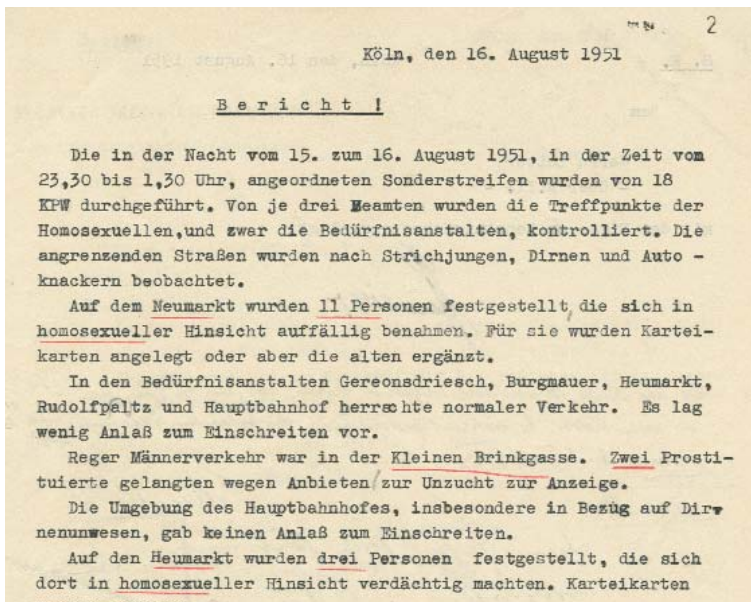 2
Köln, den 16. August 1951
Bericht !
Die in der Nacht vom 15. zum 16. August 1951, in der Zeit von
23,30 bis 1,30 Uhr, angeordneten Sonderstreifen wurden von 18
KPW durchgeführt. Von je drei Beamten wurden die Treffpunkte der
Homosexuellen,und zwar die Bedürfnisanstalten, kontrolliert. Die
angrenzenden Straßen wurden nach Strichjungen, Dirnen und Auto -
knackern beobachtet.
Auf dem Neumarkt wurden 11 Personen festgestellt, die sich in
homosexueller Hinsicht auffällig benahmen. Für sie wurden Kartei-
karten angelegt oder aber die alten ergänzt.
In den Bedürfnisanstalten Gereonsdriesch, Burgmauer, Heumarkt,
Rudolfpaltz und Hauptbahnhof herrschte normaler Verkehr. Es lag
wenig Anlaß zum Einschreiten vor.
Reger Männerverkehr war in der Kleinen Brinkgasse. Zwei Prosti-
tuierte gelangten wegen Anbieten zur Unzucht zur Anzeige.
Die Umgebung des Hauptbahnhofes, insbesondere in Bezug auf Dir-
nenunwesen, gab keinen Anlaß zum Einschreiten.
Auf den Heumarkt wurden drei Personen festgestellt, die sich
dort in homosexueller Hinsicht verdächtig machten. Karteikarten